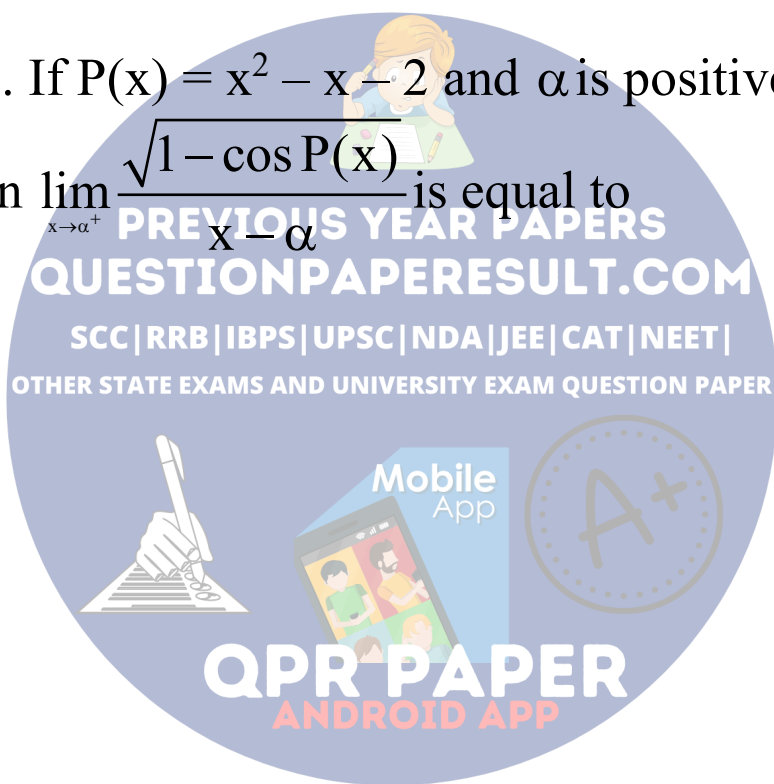 . If P(x) = x² – x – 2 and α is positive
n lim √1 – cos P(x) / x – α is equal to
x→α⁺
PREVIOUS YEAR PAPERS
QUESTIONPAPERESULT.COM
SCC|RRB|IBPS|UPSC|NDA|JEE|CAT|NEET|
OTHER STATE EXAMS AND UNIVERSITY EXAM QUESTION PAPER
Mobile
App
A+
QPR PAPER
ANDROID APP